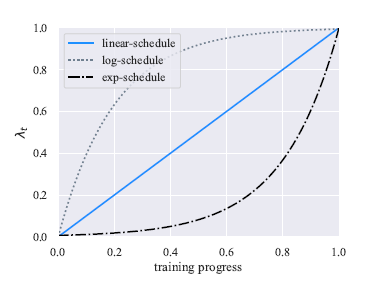 1.0
linear-schedule
log-schedule
exp-schedule
0.8
0.6
λt
0.4
0.2
0.0
0.0 0.2 0.4 0.6 0.8 1.0
training progress